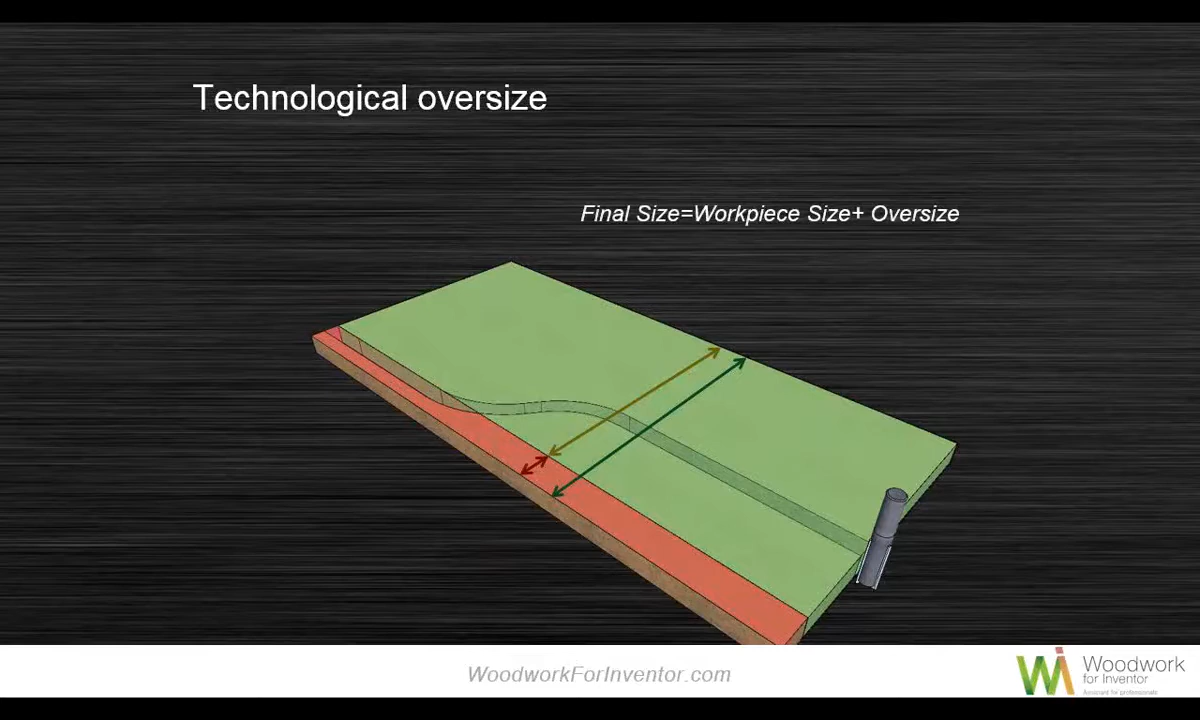 Technological oversize
Final Size=Workpiece Size+ Oversize
WoodworkForInventor.com
Woodwork
for Inventor